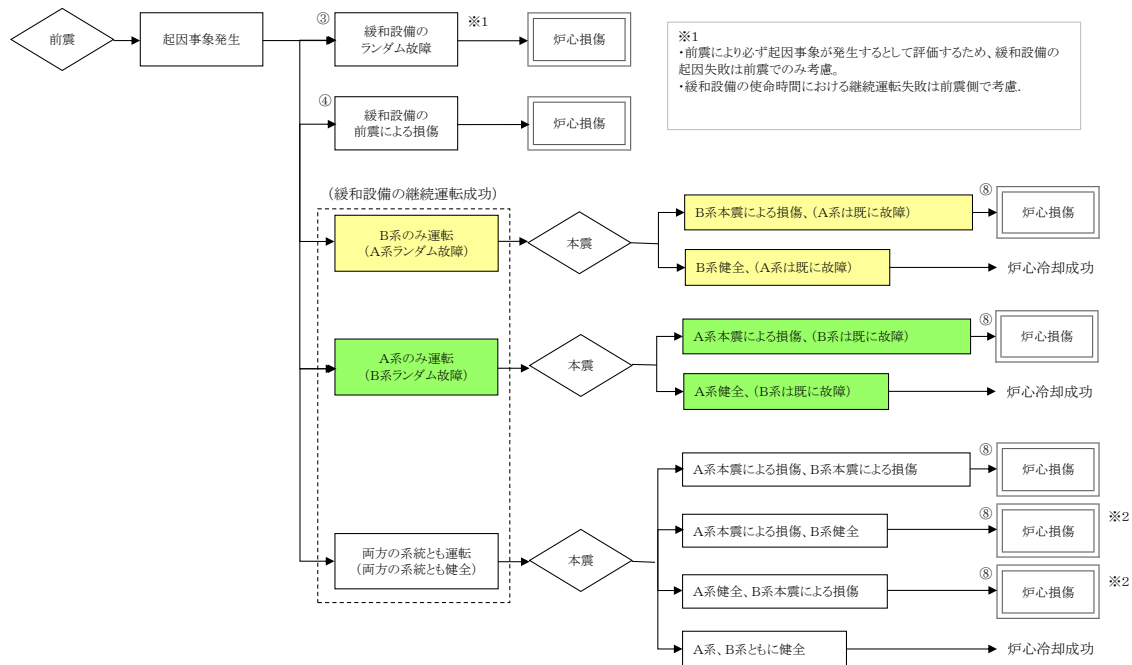 前震
起因事象発生
③
緩和設備の
ランダム故障
※1
炉心損傷
※1
・前震により必ず起因事象が発生するとして評価するため、緩和設備の
起因失敗は前震でのみ考慮。
・緩和設備の使命時間における継続運転失敗は前震側で考慮.
④
緩和設備の
前震による損傷
炉心損傷
(緩和設備の継続運転成功)
B系のみ運転
(A系ランダム故障)
本震
B系本震による損傷、(A系は既に故障)
⑧
炉心損傷
B系健全、(A系は既に故障)
炉心冷却成功
A系のみ運転
(B系ランダム故障)
本震
A系本震による損傷、(B系は既に故障)
⑧
炉心損傷
A系健全、(B系は既に故障)
炉心冷却成功
両方の系統とも運転
(両方の系統とも健全)
本震
A系本震による損傷、B系本震による損傷
⑧
炉心損傷
A系本震による損傷、B系健全
⑧
炉心損傷
※2
A系健全、B系本震による損傷
⑧
炉心損傷
※2
A系、B系ともに健全
炉心冷却成功